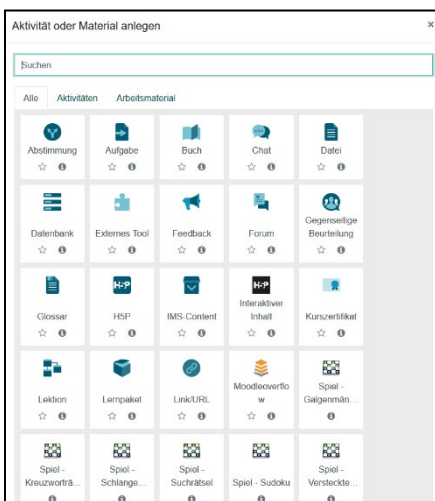 Aktivität oder Material anlegen ×
Suchen
Alle Aktivitäten Arbeitsmaterial
Abstimmung Aufgabe Buch Chat Datei
Datenbank Externes Tool Feedback Forum Gegenseitige
Beurteilung
Glossar H5P IMS-Content Interaktiver
Inhalt Kurszertifikat
Lektion Lernpaket Link/URL Moodleoverflo
w Spiel -
Galgenmän...
Spiel -
Kreuzworträ... Spiel -
Schlange... Spiel -
Suchrätsel Spiel - Sudoku Spiel -
Versteckte...